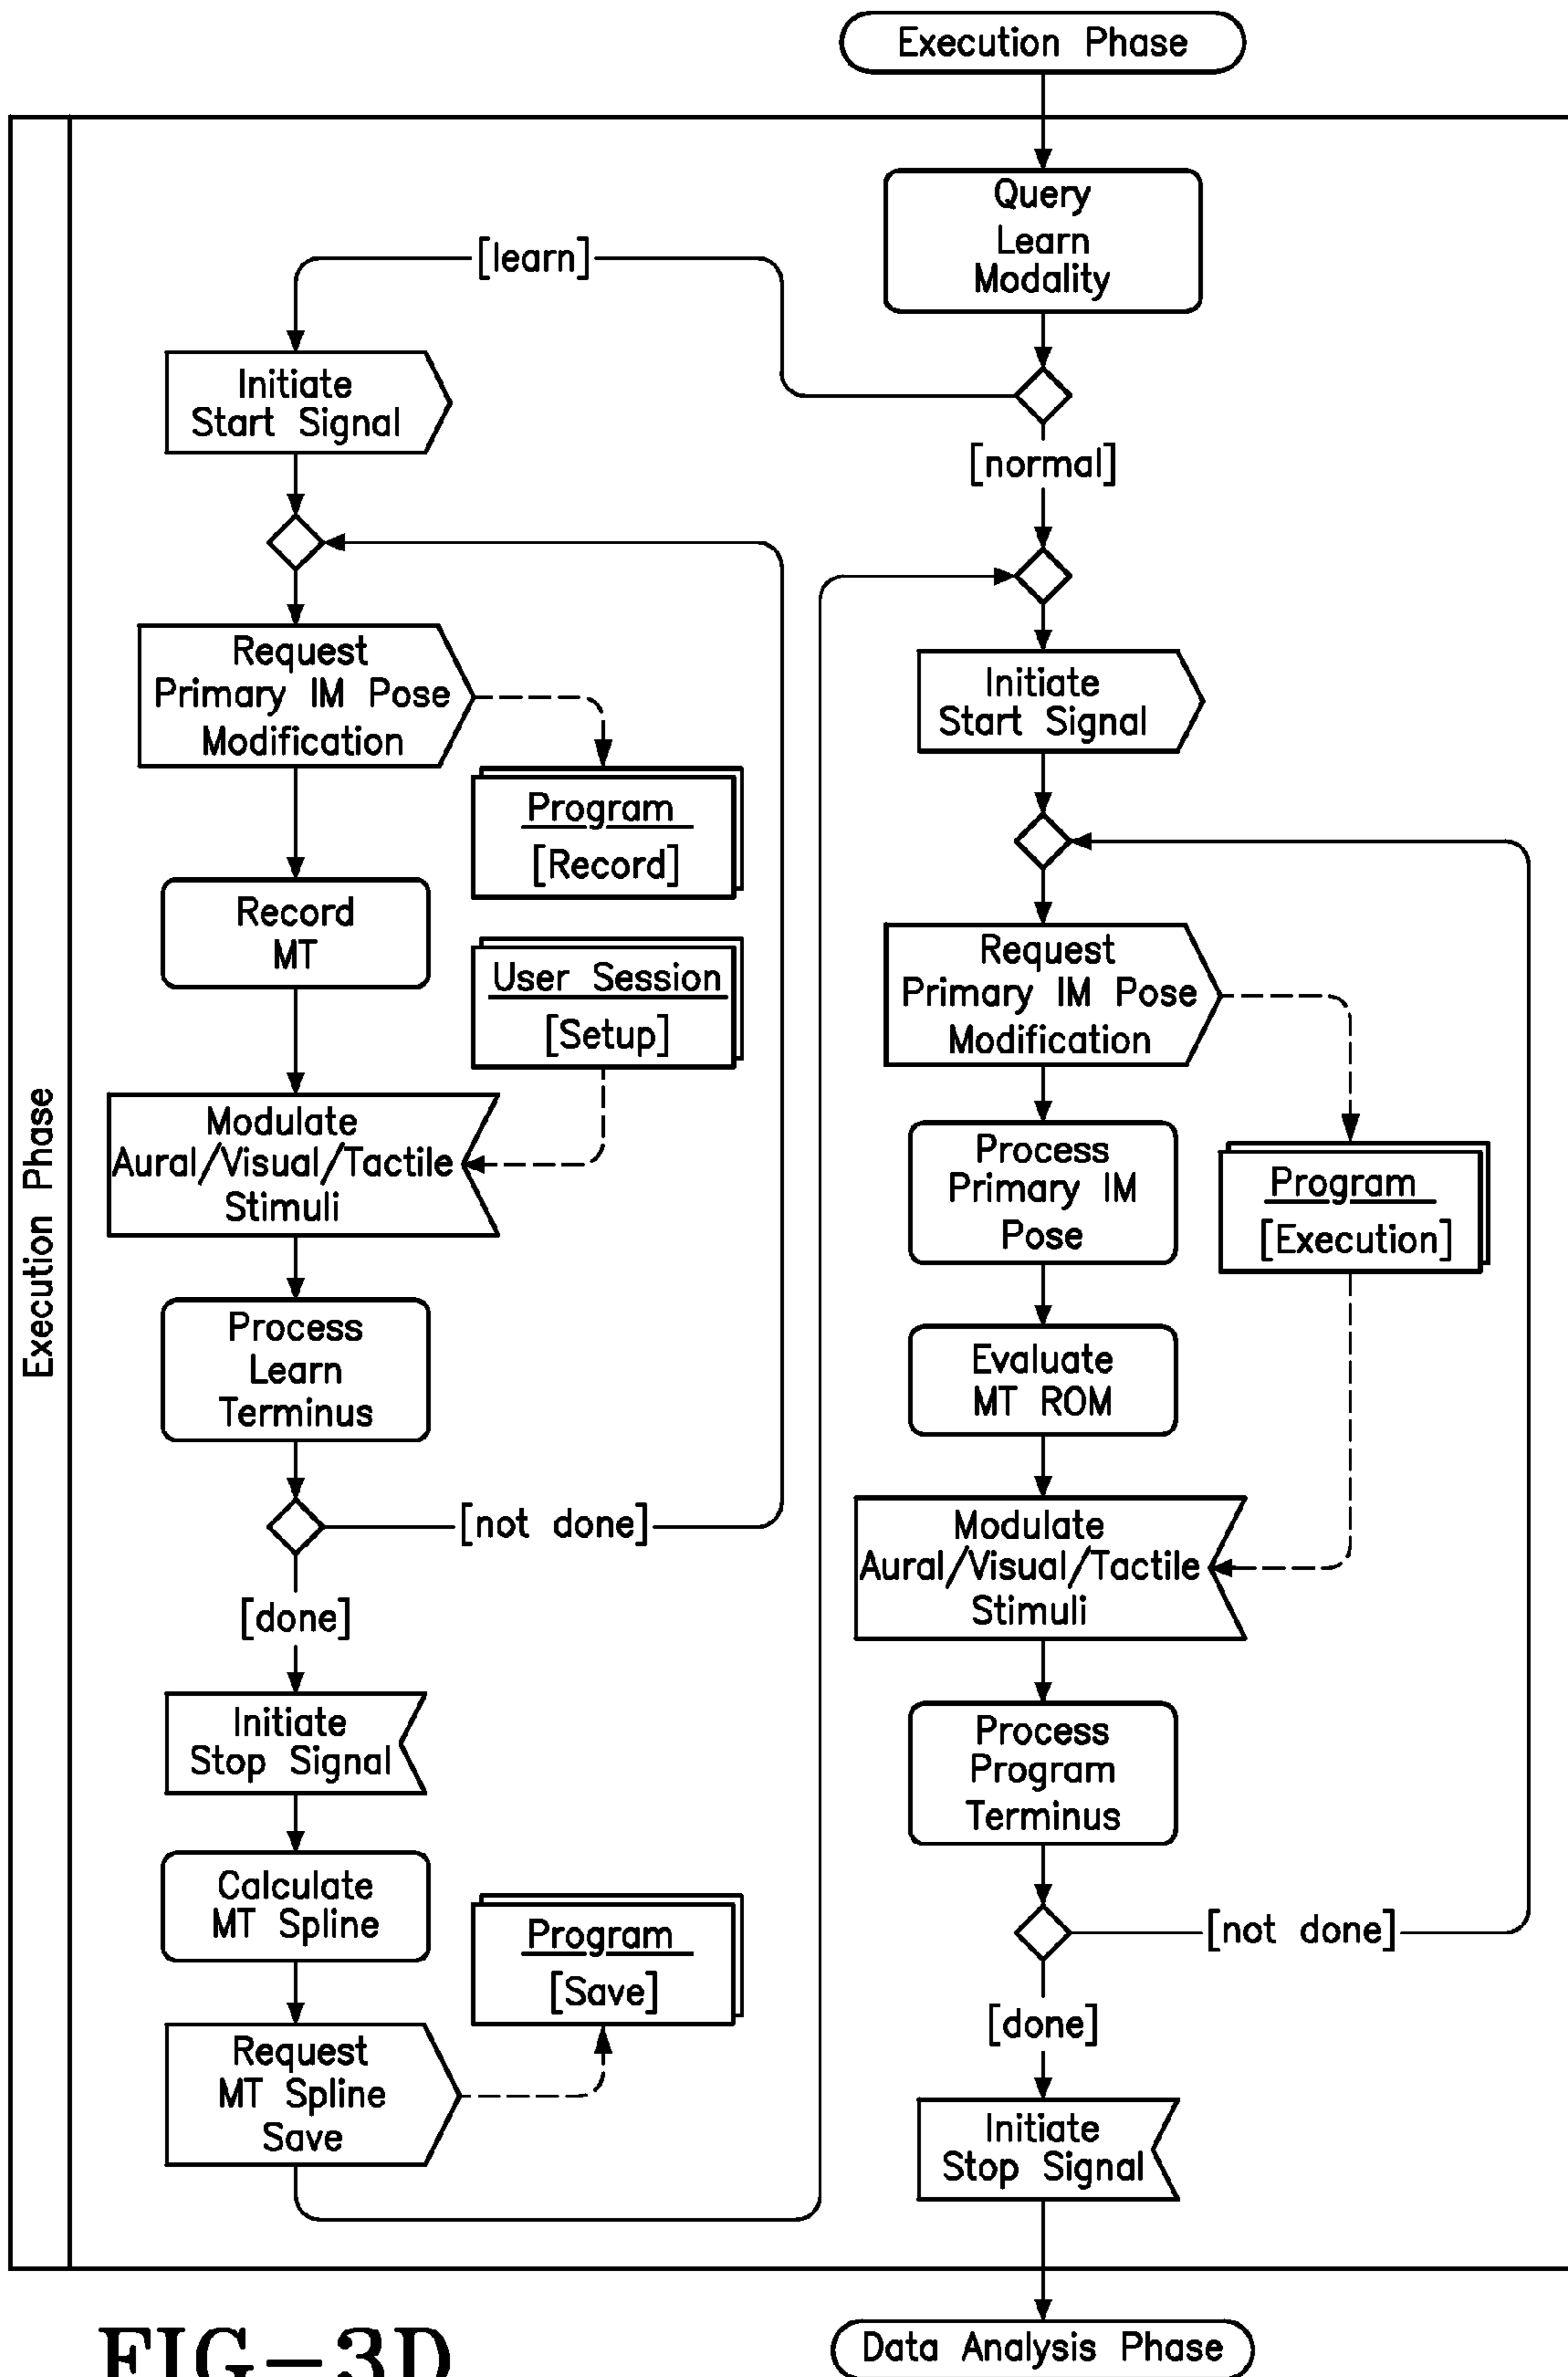 Execution Phase
Execution Phase
Query
Learn
Modality
[learn]
[normal]
Initiate
Start Signal
Request
Primary IM Pose
Modification
Program
[Record]
Record
MT
User Session
[Setup]
Modulate
Aural/Visual/Tactile
Stimuli
Process
Learn
Terminus
[not done]
[done]
Initiate
Stop Signal
Calculate
MT Spline
Program
[Save]
Request
MT Spline
Save
Initiate
Start Signal
Request
Primary IM Pose
Modification
Process
Primary IM
Pose
Program
[Execution]
Evaluate
MT ROM
Modulate
Aural/Visual/Tactile
Stimuli
Process
Program
Terminus
[not done]
[done]
Initiate
Stop Signal
Data Analysis Phase
FIG-3D